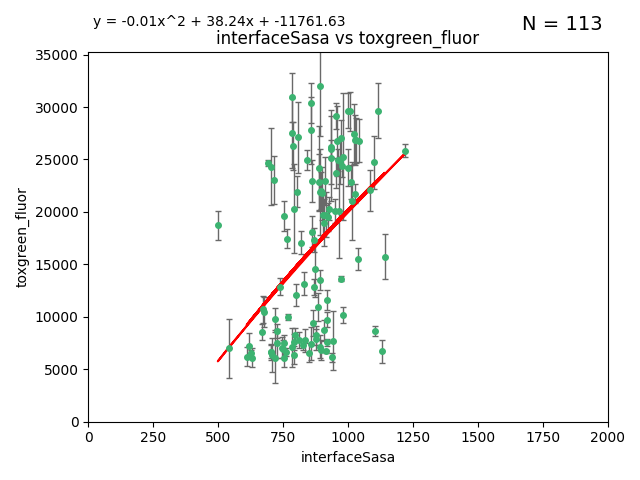 y = -0.01x^2 + 38.24x + -11761.63
N = 113
interfaceSasa vs toxgreen_fluor
35000
30000
25000
20000
15000
10000
5000
0
toxgreen_fluor
0 250 500 750 1000 1250 1500 1750 2000
interfaceSasa